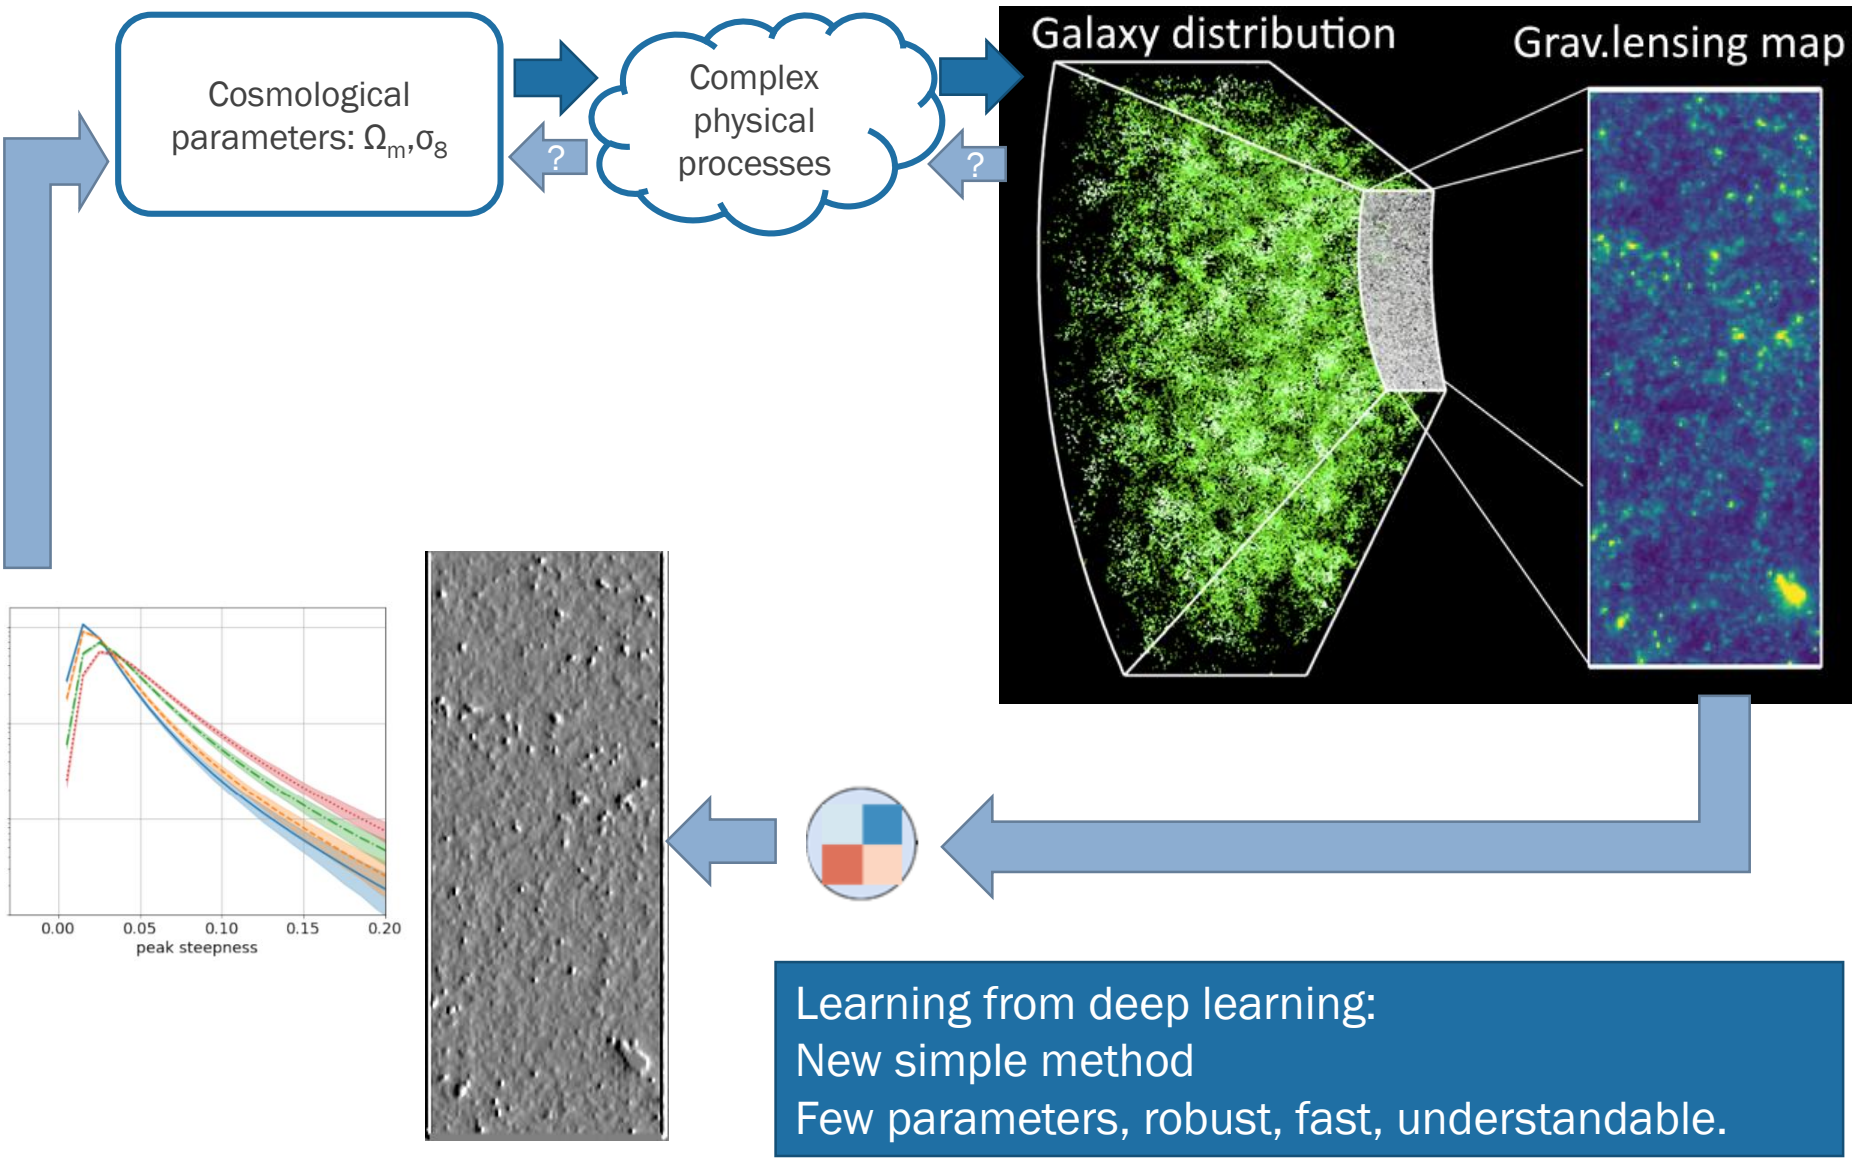 Cosmological
parameters: Ωm,σ8
?
Complex
physical
processes
?
Galaxy distribution
Grav.lensing map
0.00 0.05 0.10 0.15 0.20
peak steepness
Learning from deep learning:
New simple method
Few parameters, robust, fast, understandable.